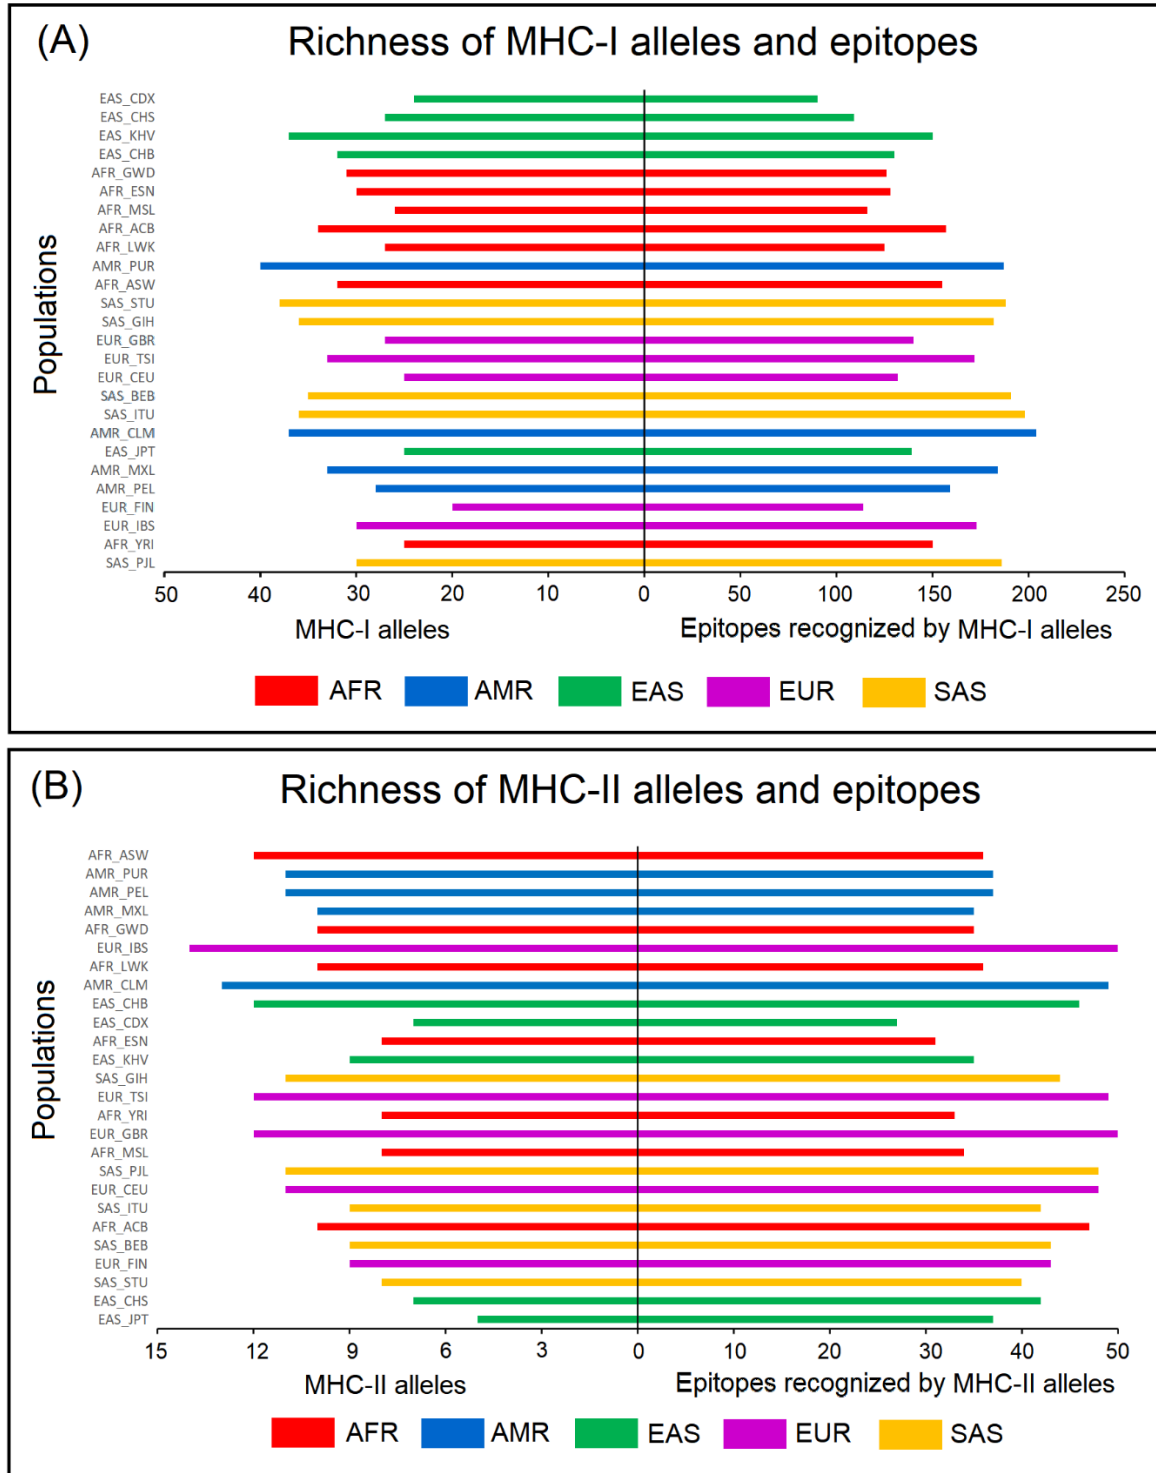 (A) Richness of MHC-I alleles and epitopes
Populations
EAS_CDX
EAS_CHS
EAS_KHV
EAS_CHB
AFR_GWD
AFR_ESN
AFR_MSL
AFR_ACB
AFR_LWK
AMR_PUR
AFR_ASW
SAS_STU
SAS_GIH
EUR_GBR
EUR_TSI
EUR_CEU
SAS_BEB
SAS_ITU
AMR_CLM
EAS_JPT
AMR_MXL
AMR_PEL
EUR_FIN
EUR_IBS
AFR_YRI
SAS_PJL
50 40 30 20 10 0 50 100 150 200 250
MHC-I alleles Epitopes recognized by MHC-I alleles
AFR AMR EAS EUR SAS
(B) Richness of MHC-II alleles and epitopes
Populations
AFR_ASW
AMR_PUR
AMR_PEL
AMR_MXL
AFR_GWD
EUR_IBS
AFR_LWK
AMR_CLM
EAS_CHB
EAS_CDX
AFR_ESN
EAS_KHV
SAS_GIH
EUR_TSI
AFR_YRI
EUR_GBR
AFR_MSL
SAS_PJL
EUR_CEU
SAS_ITU
AFR_ACB
SAS_BEB
EUR_FIN
SAS_STU
EAS_CHS
EAS_JPT
15 12 9 6 3 0 10 20 30 40 50
MHC-II alleles Epitopes recognized by MHC-II alleles
AFR AMR EAS EUR SAS